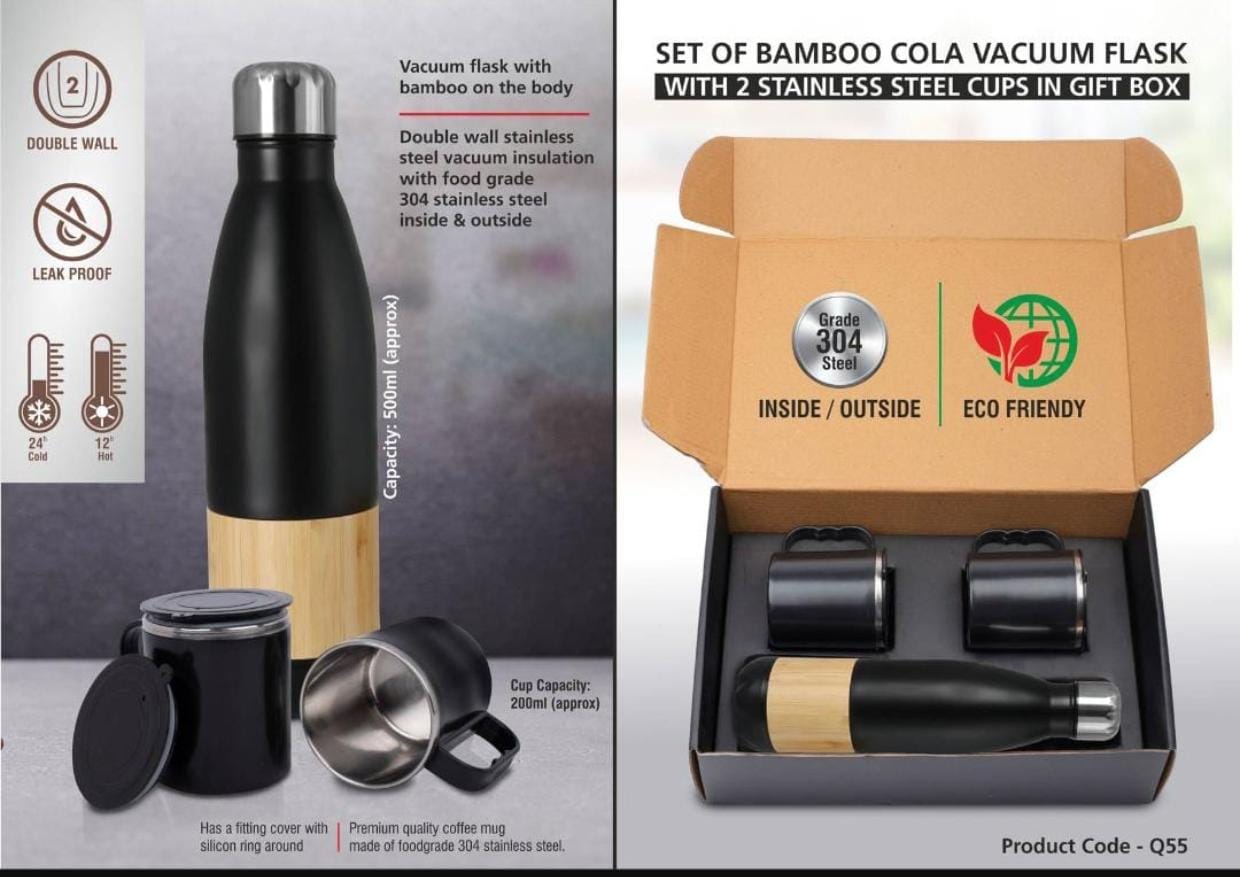 2
DOUBLE WALL
LEAK PROOF
24h
Cold
12h
Hot
Vacuum flask with
bamboo on the body
Double wall stainless
steel vacuum insulation
with food grade
304 stainless steel
inside & outside
Capacity: 500ml (approx)
Cup Capacity:
200ml (approx)
Has a fitting cover with
silicon ring around
Premium quality coffee mug
made of foodgrade 304 stainless steel.
SET OF BAMBOO COLA VACUUM FLASK
WITH 2 STAINLESS STEEL CUPS IN GIFT BOX
Grade
304
Steel
INSIDE / OUTSIDE
ECO FRIENDY
Product Code - Q55